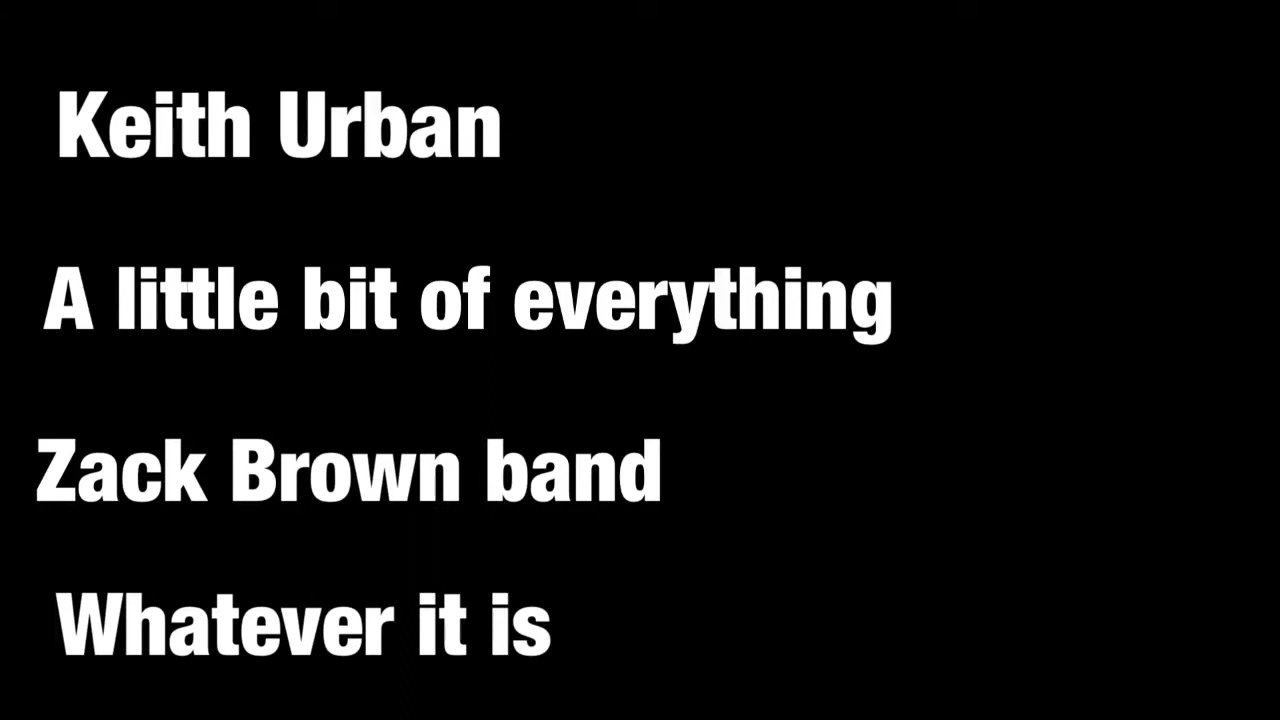 Keith Urban
A little bit of everything
Zack Brown band
Whatever it is